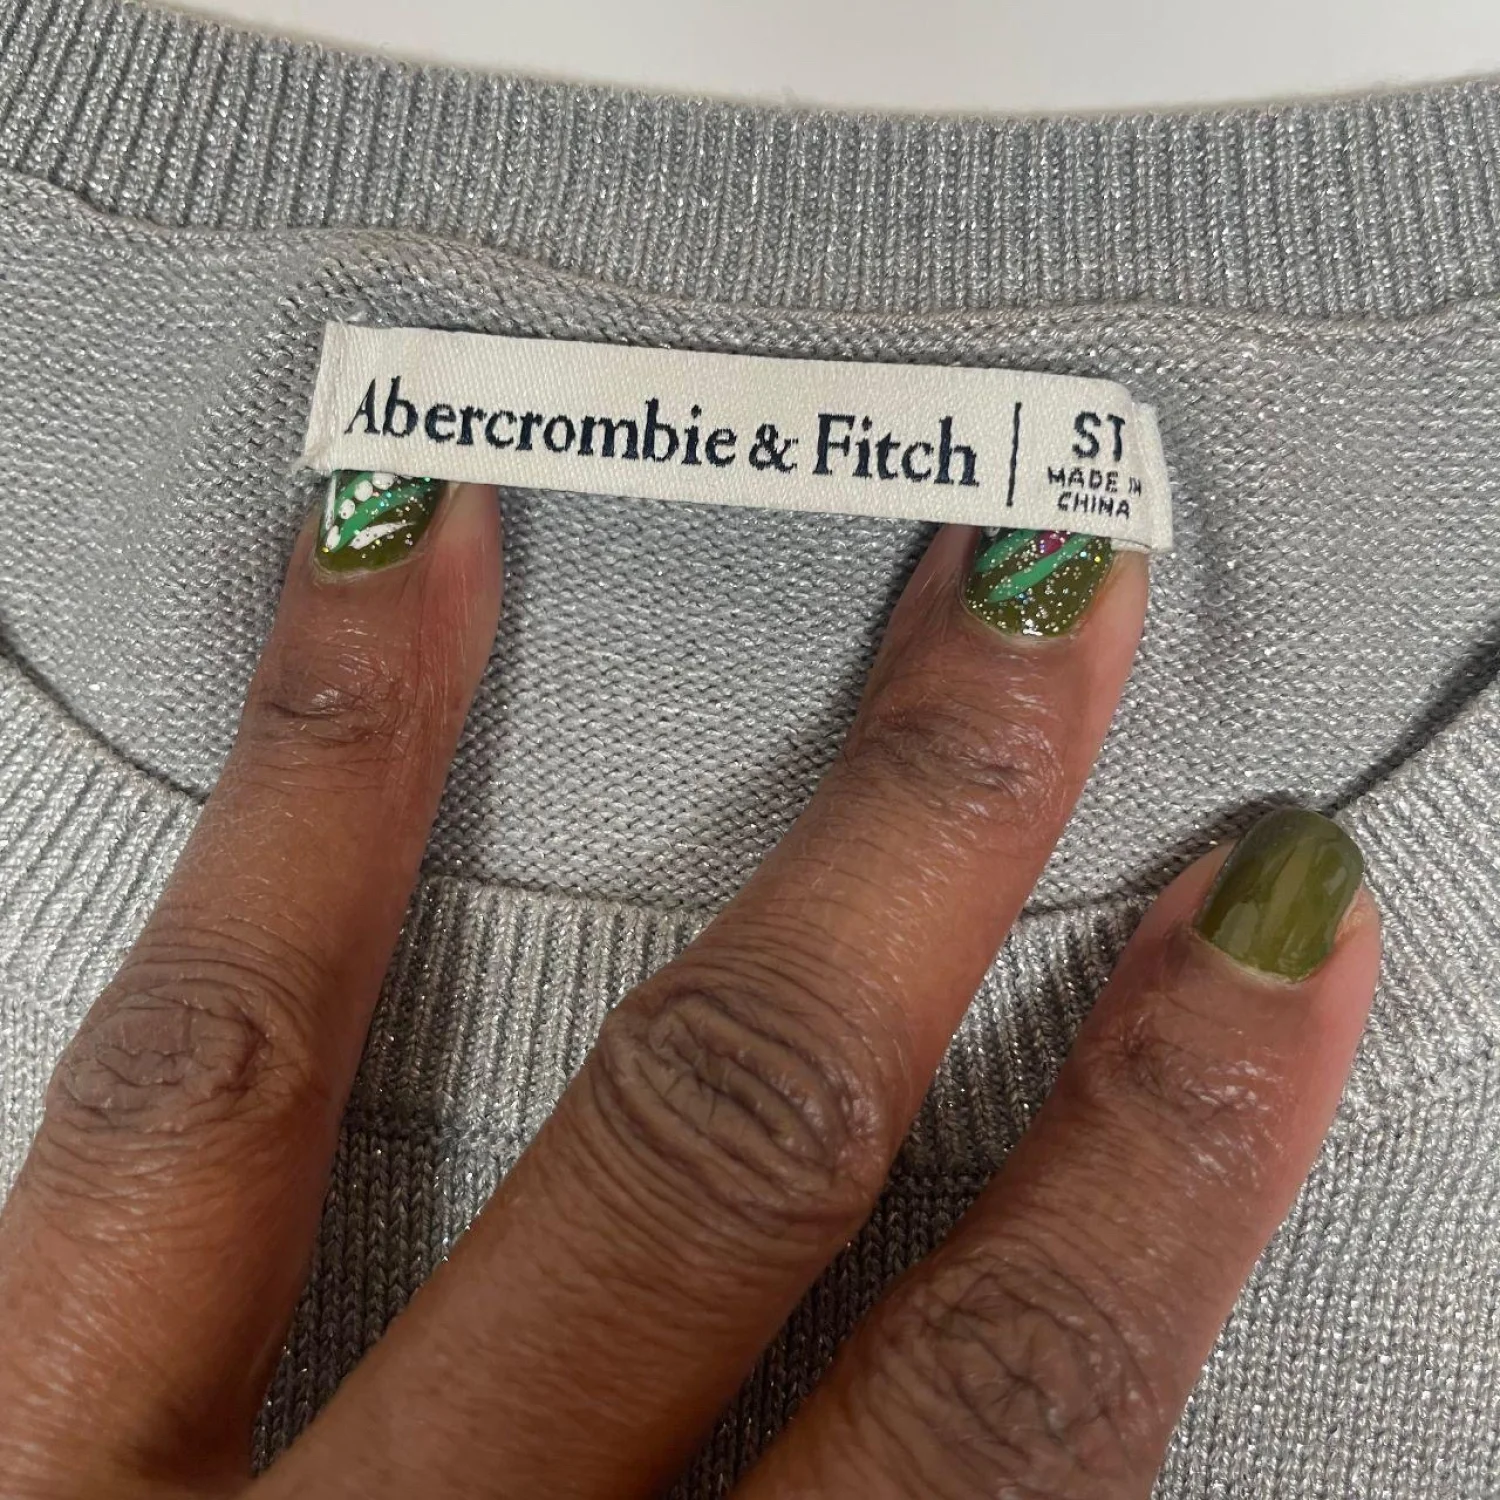 Abercrombie & Fitch
ST
MADE IN
CHINA